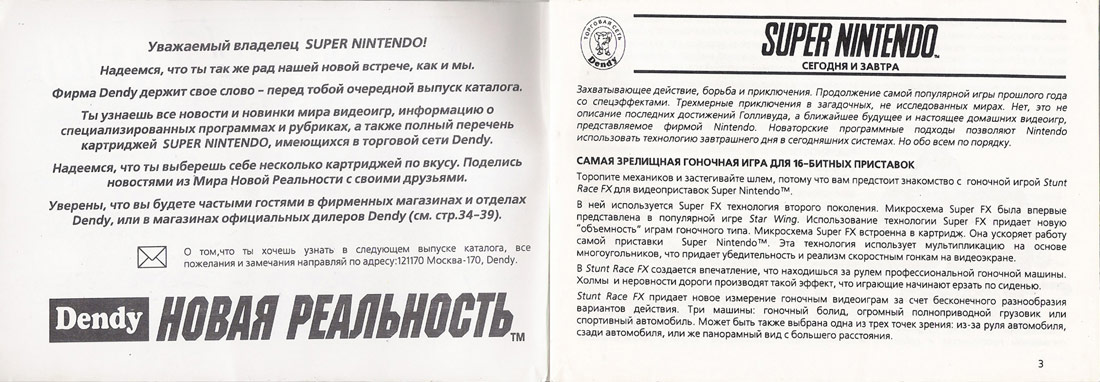 Уважаемый владелец SUPER NINTENDO!
Надеемся, что ты так же рад нашей новой встрече, как и мы.
Фирма Dendy держит свое слово – перед тобой очередной выпуск каталога.
Ты узнаешь все новости и новинки мира видеоигр, информацию о
специализированных программах и рубриках, а также полный перечень
картриджей SUPER NINTENDO, имеющихся в торговой сети Dendy.
Надеемся, что ты выберешь себе несколько картриджей по вкусу. Поделись
новостями из Мира Новой Реальности с своими друзьями.
Уверены, что вы будете частыми гостями в фирменных магазинах и отделах
Dendy, или в магазинах официальных дилеров Dendy (см. стр.34–39).
О том,что ты хочешь узнать в следующем выпуске каталога, все
пожелания и замечания направляй по адресу:121170 Москва-170, Dendy.
Dendy НОВАЯ РЕАЛЬНОСТЬ™
ТОРГОВАЯ СЕТЬ
Dendy
SUPER NINTENDO™
СЕГОДНЯ И ЗАВТРА
Захватывающее действие, борьба и приключения. Продолжение самой популярной игры прошлого года
со спецэффектами. Трехмерные приключения в загадочных, не исследованных мирах. Нет, это не
описание последних достижений Голливуда, а ближайшее будущее и настоящее домашних видеоигр,
представляемое фирмой Nintendo. Новаторские программные подходы позволяют Nintendo
использовать технологию завтрашнего дня в сегодняшних системах. Но обо всем по порядку.
САМАЯ ЗРЕЛИЩНАЯ ГОНОЧНАЯ ИГРА ДЛЯ 16–БИТНЫХ ПРИСТАВОК
Торопите механиков и застегивайте шлем, потому что вам предстоит знакомство с гоночной игрой Stunt
Race FX для видеоприставок Super Nintendo™.
В ней используется Super FX технология второго поколения. Микросхема Super FX была впервые
представлена в популярной игре Star Wing. Использование технологии Super FX придает новую
"объемность" играм гоночного типа. Микросхема Super FX встроена в картридж. Она ускоряет работу
самой приставки Super Nintendo™. Эта технология использует мультипликацию на основе
многоугольников, что придает убедительность и реализм скоростным гонкам на видеоэкране.
В Stunt Race FX создается впечатление, что находишься за рулем профессиональной гоночной машины.
Холмы и неровности дороги производят такой эффект, что играющие начинают ерзать по сиденью.
Stunt Race FX придает новое измерение гоночным видеоиграм за счет бесконечного разнообразия
вариантов действия. Три машины: гоночный болид, огромный полноприводной грузовик или
спортивный автомобиль. Может быть также выбрана одна из трех точек зрения: из-за руля автомобиля,
сзади автомобиля, или же панорамный вид с большего расстояния.
3